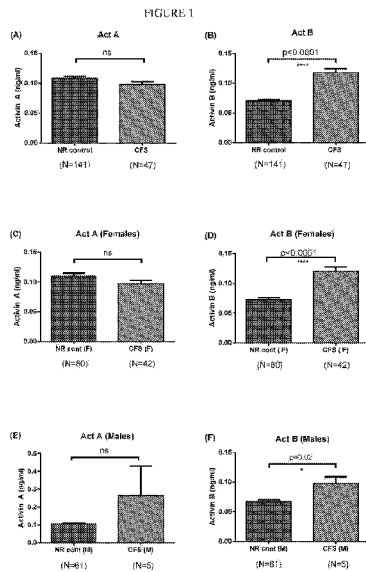 FIGURE 1
(A) Act A
ns
Activin A (ng/ml)
0.15
0.10
0.05
0.00
NR control CFS
(N=141) (N=47)
(B) Act B
p<0.0001
****
Activin B (ng/ml)
0.15
0.10
0.05
0.00
NR control CFS
(N=141) (N=47)
(C) Act A (Females)
ns
Activin A (ng/ml)
0.15
0.10
0.05
0.00
NR cont (F) CFS (F)
(N=80) (N=42)
(D) Act B (Females)
p<0.0001
****
Activin B (ng/ml)
0.15
0.10
0.05
0.00
NR cont (F) CFS (F)
(N=80) (N=42)
(E) Act A (Males)
ns
Activin A (ng/ml)
0.6
0.4
0.3
0.2
0.1
0.0
NR cont (M) CFS (M)
(N=61) (N=5)
(F) Act B (Males)
p=0.02
*
Activin B (ng/ml)
0.15
0.10
0.05
0.00
NR cont (M) CFS (M)
(N=61) (N=5)